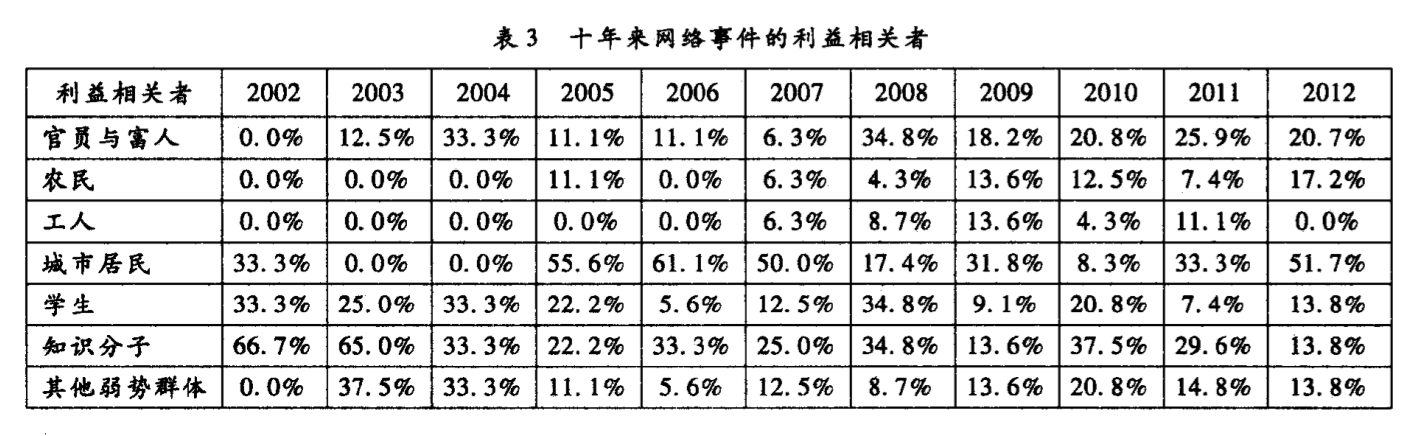 表3 十年来网络事件的利益相关者
利益相关者 2002 2003 2004 2005 2006 2007 2008 2009 2010 2011 2012
官员与富人 0.0% 12.5% 33.3% 11.1% 11.1% 6.3% 34.8% 18.2% 20.8% 25.9% 20.7%
农民 0.0% 0.0% 0.0% 11.1% 0.0% 6.3% 4.3% 13.6% 12.5% 7.4% 17.2%
工人 0.0% 0.0% 0.0% 0.0% 0.0% 6.3% 8.7% 13.6% 4.3% 11.1% 0.0%
城市居民 33.3% 0.0% 0.0% 55.6% 61.1% 50.0% 17.4% 31.8% 8.3% 33.3% 51.7%
学生 33.3% 25.0% 33.3% 22.2% 5.6% 12.5% 34.8% 9.1% 20.8% 7.4% 13.8%
知识分子 66.7% 65.0% 33.3% 22.2% 33.3% 25.0% 34.8% 13.6% 37.5% 29.6% 13.8%
其他弱势群体 0.0% 37.5% 33.3% 11.1% 5.6% 12.5% 8.7% 13.6% 20.8% 14.8% 13.8%